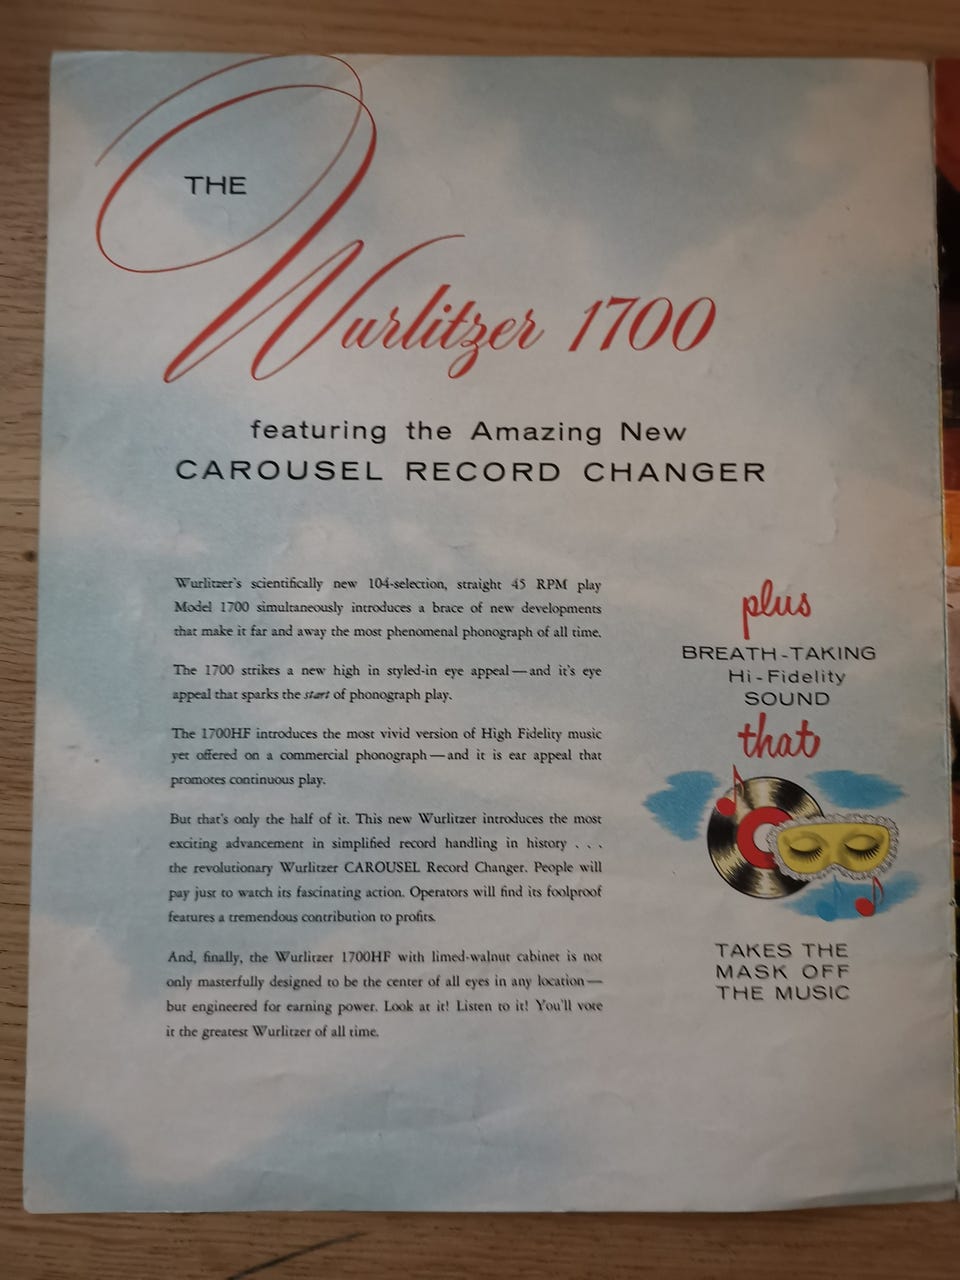 THE
Wurlitzer 1700
featuring the Amazing New
CAROUSEL RECORD CHANGER
Wurlitzer's scientifically new 104-selection, straight 45 RPM play
Model 1700 simultaneously introduces a brace of new developments
that make it far and away the most phenomenal phonograph of all time.
The 1700 strikes a new high in styled-in eye appeal—and it's eye
appeal that sparks the start of phonograph play.
The 1700HF introduces the most vivid version of High Fidelity music
yet offered on a commercial phonograph—and it is ear appeal that
promotes continuous play.
But that's only the half of it. This new Wurlitzer introduces the most
exciting advancement in simplified record handling in history . . .
the revolutionary Wurlitzer CAROUSEL Record Changer. People will
pay just to watch its fascinating action. Operators will find its foolproof
features a tremendous contribution to profits.
And, finally, the Wurlitzer 1700HF with limed-walnut cabinet is not
only masterfully designed to be the center of all eyes in any location—
but engineered for earning power. Look at it! Listen to it! You'll vote
it the greatest Wurlitzer of all time.
plus
BREATH-TAKING
Hi-Fidelity
SOUND
that
TAKES THE
MASK OFF
THE MUSIC